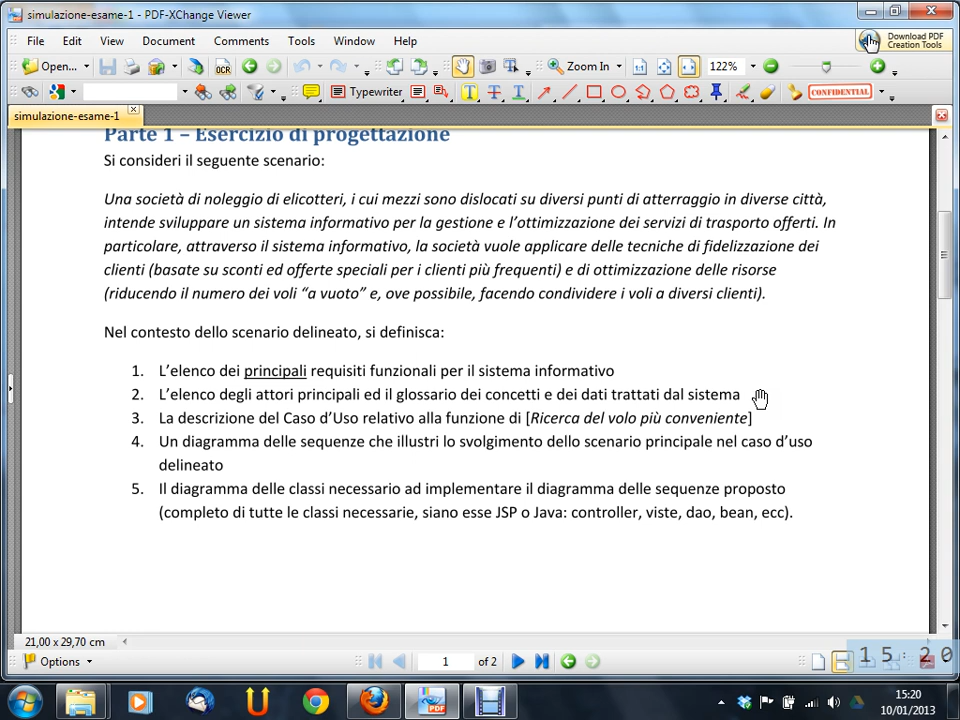 simulazione-esame-1 - PDF-XChange Viewer
File Edit View Document Comments Tools Window Help
Download PDF
Creation Tools
Open... OCR Zoom In 1:1 122%
Typewriter T T T CONFIDENTIAL
simulazione-esame-1
Parte 1 – Esercizio di progettazione
Si consideri il seguente scenario:
Una società di noleggio di elicotteri, i cui mezzi sono dislocati su diversi punti di atterraggio in diverse città,
intende sviluppare un sistema informativo per la gestione e l’ottimizzazione dei servizi di trasporto offerti. In
particolare, attraverso il sistema informativo, la società vuole applicare delle tecniche di fidelizzazione dei
clienti (basate su sconti ed offerte speciali per i clienti più frequenti) e di ottimizzazione delle risorse
(riducendo il numero dei voli “a vuoto” e, ove possibile, facendo condividere i voli a diversi clienti).
Nel contesto dello scenario delineato, si definisca:
1. L’elenco dei principali requisiti funzionali per il sistema informativo
2. L’elenco degli attori principali ed il glossario dei concetti e dei dati trattati dal sistema
3. La descrizione del Caso d’Uso relativo alla funzione di [Ricerca del volo più conveniente]
4. Un diagramma delle sequenze che illustri lo svolgimento dello scenario principale nel caso d’uso
delineato
5. Il diagramma delle classi necessario ad implementare il diagramma delle sequenze proposto
(completo di tutte le classi necessarie, siano esse JSP o Java: controller, viste, dao, bean, ecc).
21,00 x 29,70 cm
Options 1 of 2
15:20
PDF
15:20
10/01/2013